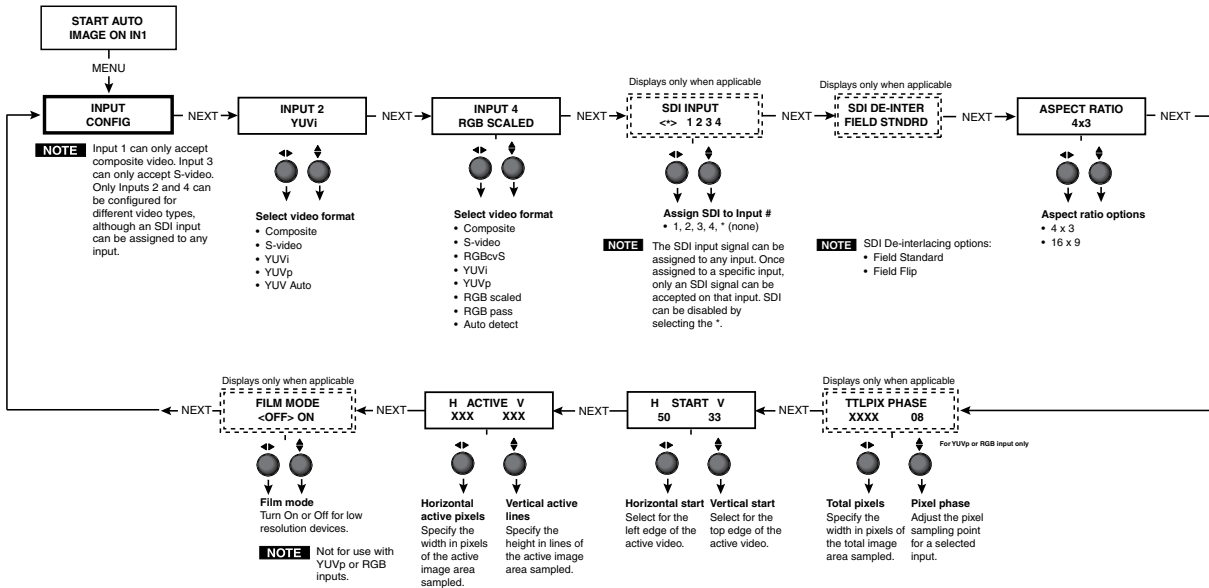 START AUTO
IMAGE ON IN1
MENU
INPUT
CONFIG
NEXT
INPUT 2
YUVi
NEXT
INPUT 4
RGB SCALED
NEXT
Displays only when applicable
SDI INPUT
<*> 1 2 3 4
NEXT
Displays only when applicable
SDI DE-INTER
FIELD STNDRD
NEXT
ASPECT RATIO
4x3
NEXT
NOTE Input 1 can only accept
composite video. Input 3
can only accept S-video.
Only Inputs 2 and 4 can
be configured for
different video types,
although an SDI input
can be assigned to any
input.
Select video format
• Composite
• S-video
• YUVi
• YUVp
• YUV Auto
Select video format
• Composite
• S-video
• RGBcvS
• YUVi
• YUVp
• RGB scaled
• RGB pass
• Auto detect
Assign SDI to Input #
• 1, 2, 3, 4, * (none)
NOTE The SDI input signal can be
assigned to any input. Once
assigned to a specific input,
only an SDI signal can be
accepted on that input. SDI
can be disabled by
selecting the *.
NOTE SDI De-interlacing options:
• Field Standard
• Field Flip
Aspect ratio options
• 4 x 3
• 16 x 9
NEXT
Displays only when applicable
FILM MODE
<OFF> ON
NEXT
H ACTIVE V
XXX XXX
NEXT
H START V
50 33
NEXT
Displays only when applicable
TTLPIX PHASE
XXXX 08
NEXT
For YUVp or RGB input only
Film mode
Turn On or Off for low
resolution devices.
NOTE Not for use with
YUVp or RGB
inputs.
Horizontal
active pixels
Specify the
width in pixels
of the active
image area
sampled.
Vertical active
lines
Specify the
height in lines of
the active image
area sampled.
Horizontal start
Select for the
left edge of the
active video.
Vertical start
Select for the
top edge of the
active video.
Total pixels
Specify the
width in pixels of
the total image
area sampled.
Pixel phase
Adjust the pixel
sampling point
for a selected
input.